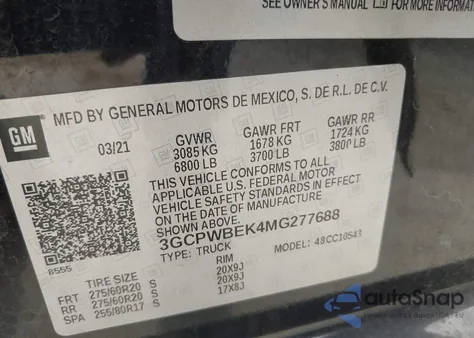 SEE OWNER'S MANUAL OR FOR MORE INFORMA
MFD BY GENERAL MOTORS DE MEXICO, S. DE R.L. DE C.V.
GM
03/21
GVWR GAWR FRT GAWR RR
3085 KG 1678 KG 1724 KG
6800 LB 3700 LB 3800 LB
THIS VEHICLE CONFORMS TO ALL
APPLICABLE U.S. FEDERAL MOTOR
VEHICLE SAFETY STANDARDS IN EFFECT
ON THE DATE OF MANUFACTURE
SHOWN ABOVE.
3GCPWBEK4MG277688
TYPE: TRUCK MODEL: 48CC10543
8555
TIRE SIZE RIM
FRT 275/60R20 S 20X9J
RR 275/60R20 S 20X9J
SPA 255/80R17 S 17X8J
autoSnap